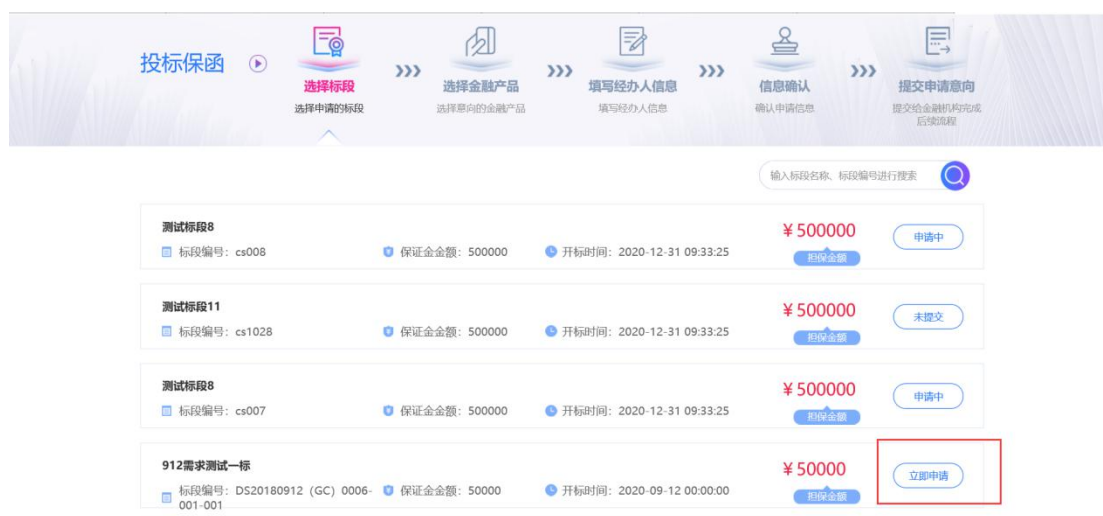 投标保函
选择标段
选择申请的标段
选择金融产品
选择意向的金融产品
填写经办人信息
填写经办人信息
信息确认
确认申请信息
提交申请意向
提交给金融机构完成
后续流程
输入标段名称、标段编号进行搜索
测试标段8
标段编号：cs008 保证金金额：500000 开标时间：2020-12-31 09:33:25
￥500000
担保金额
申请中
测试标段11
标段编号：cs1028 保证金金额：500000 开标时间：2020-12-31 09:33:25
￥500000
担保金额
未提交
测试标段8
标段编号：cs007 保证金金额：500000 开标时间：2020-12-31 09:33:25
￥500000
担保金额
申请中
912需求测试一标
标段编号：DS20180912（GC）0006-
001-001
保证金金额：50000 开标时间：2020-09-12 00:00:00
￥50000
担保金额
立即申请